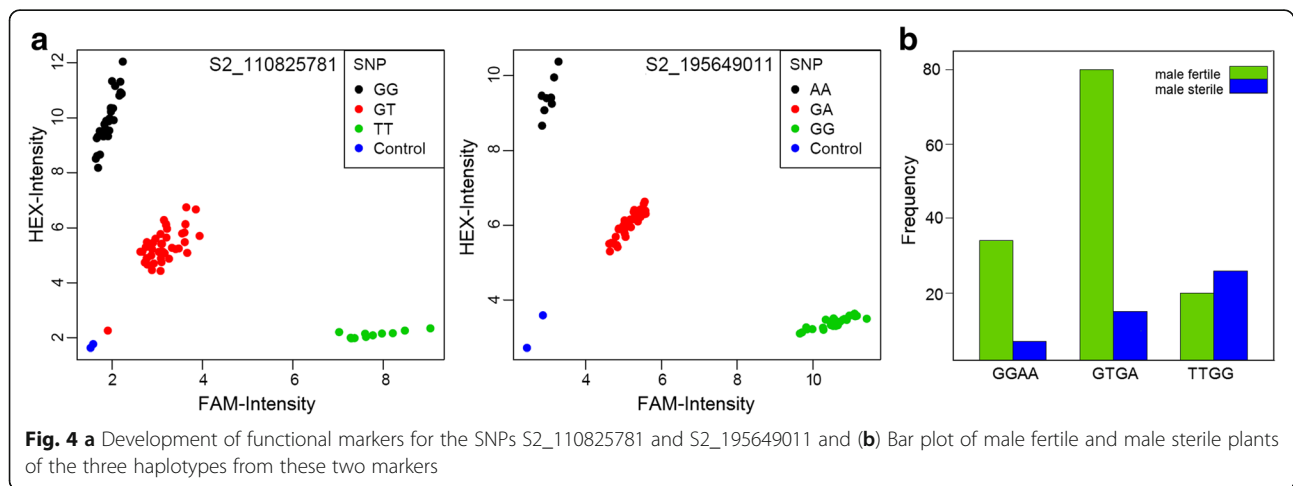 a
b
S2_110825781
SNP
GG
GT
TT
Control
HEX-Intensity
12
10
8
6
4
2
2
4
6
8
FAM-Intensity
S2_195649011
SNP
AA
GA
GG
Control
HEX-Intensity
10
8
6
4
4
6
8
10
FAM-Intensity
male fertile
male sterile
Frequency
80
60
40
20
GGAA
GTGA
TTGG
Fig. 4 a Development of functional markers for the SNPs S2_110825781 and S2_195649011 and (b) Bar plot of male fertile and male sterile plants
of the three haplotypes from these two markers